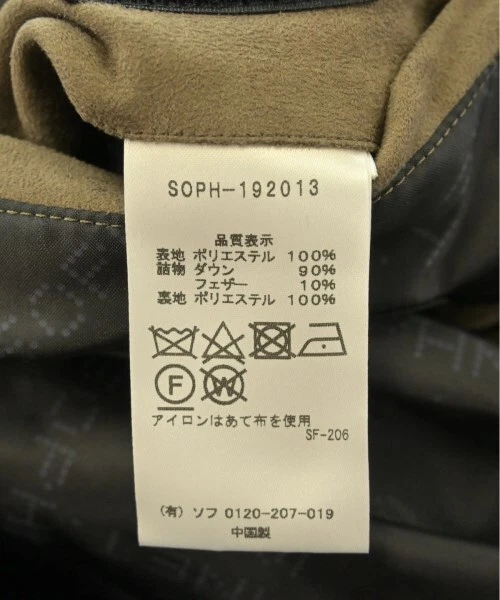 SOPH-192013
品質表示
表地 ポリエステル 100%
詰物 ダウン 90%
フェザー 10%
裏地 ポリエステル 100%
F W
アイロンはあて布を使用
SF-206
(有) ソフ 0120-207-019
中国製